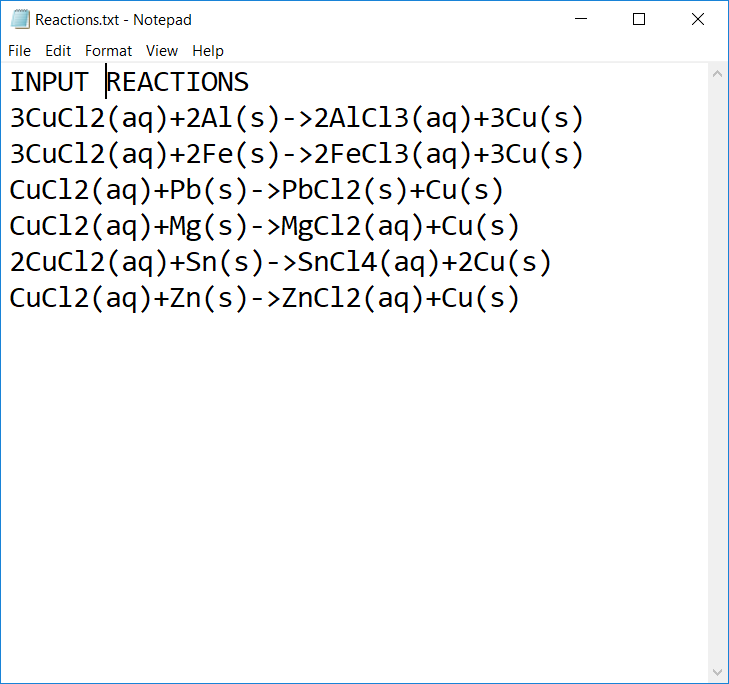 Reactions.txt - Notepad
File Edit Format View Help
INPUT REACTIONS
3CuCl2(aq)+2Al(s)->2AlCl3(aq)+3Cu(s)
3CuCl2(aq)+2Fe(s)->2FeCl3(aq)+3Cu(s)
CuCl2(aq)+Pb(s)->PbCl2(s)+Cu(s)
CuCl2(aq)+Mg(s)->MgCl2(aq)+Cu(s)
2CuCl2(aq)+Sn(s)->SnCl4(aq)+2Cu(s)
CuCl2(aq)+Zn(s)->ZnCl2(aq)+Cu(s)